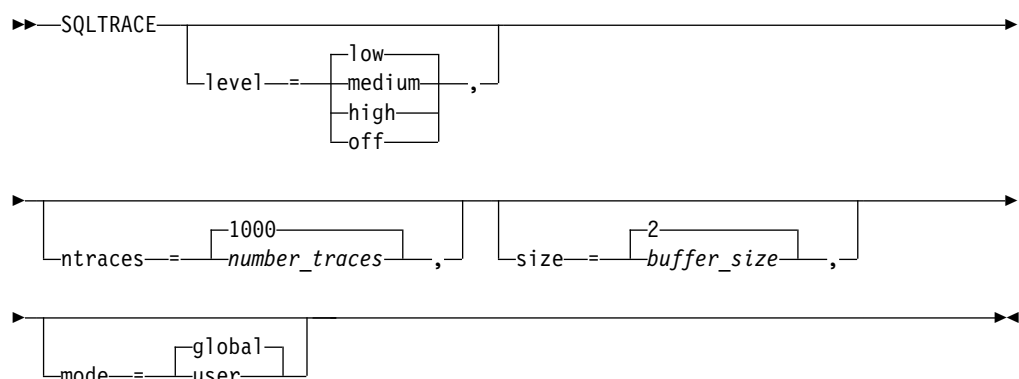 SQLTRACE
low
level = medium ,
high
off
1000 2
ntraces = number_traces , size = buffer_size ,
global
mode = user